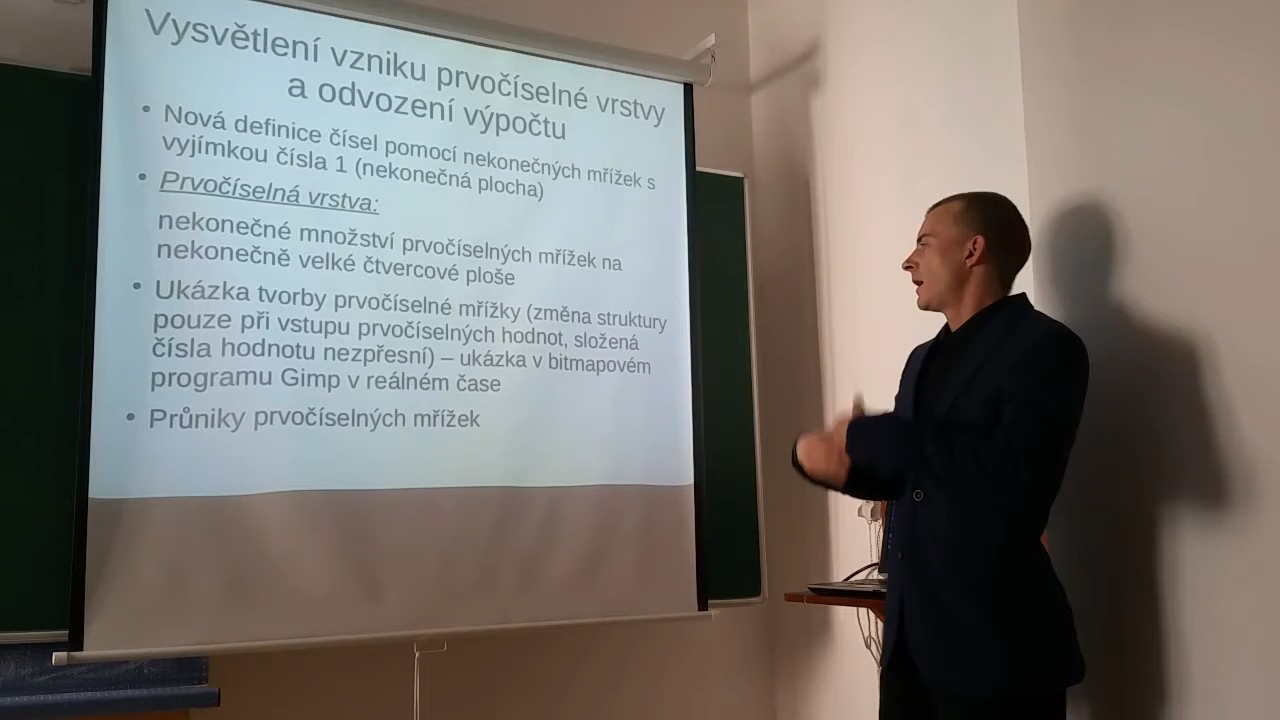 Vysvětlení vzniku prvočíselné vrstvy
a odvození výpočtu
• Nová definice čísel pomocí nekonečných mřížek s
vyjímkou čísla 1 (nekonečná plocha)
• Prvočíselná vrstva:
nekonečné množství prvočíselných mřížek na
nekonečně velké čtvercové ploše
• Ukázka tvorby prvočíselné mřížky (změna struktury
pouze při vstupu prvočíselných hodnot, složená
čísla hodnotu nezpřesní) – ukázka v bitmapovém
programu Gimp v reálném čase
• Průniky prvočíselných mřížek